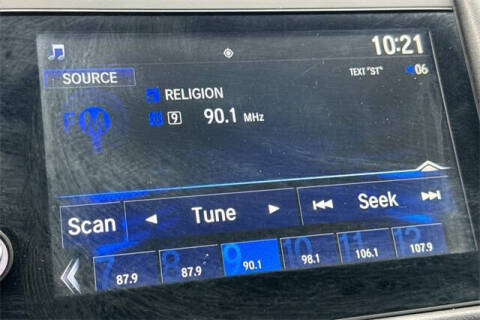 10:21
TEXT "ST" 06
SOURCE
RELIGION
FM 9 90.1 MHz
Scan Tune Seek
7 8 9 10 11 12
87.9 87.9 90.1 98.1 106.1 107.9